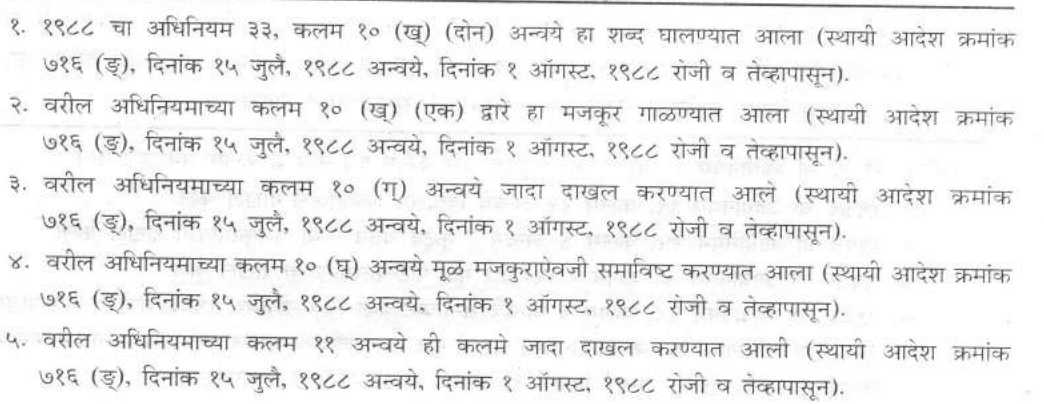 १. १९८८ चा अधिनियम ३३, कलम १० (ख) (दोन) अन्वये हा शब्द घालण्यात आला (स्थायी आदेश क्रमांक
७१६ (ङ), दिनांक १५ जुलै, १९८८ अन्वये, दिनांक १ ऑगस्ट, १९८८ रोजी व तेव्हापासून).
२. वरील अधिनियमाच्या कलम १० (ख) (एक) द्वारे हा मजकूर गाळण्यात आला (स्थायी आदेश क्रमांक
७१६ (ङ), दिनांक १५ जुलै, १९८८ अन्वये, दिनांक १ ऑगस्ट, १९८८ रोजी व तेव्हापासून).
३. वरील अधिनियमाच्या कलम १० (ग) अन्वये जादा दाखल करण्यात आले (स्थायी आदेश क्रमांक
७१६ (ङ), दिनांक १५ जुलै, १९८८ अन्वये, दिनांक १ ऑगस्ट, १९८८ रोजी व तेव्हापासून).
४. वरील अधिनियमाच्या कलम १० (घ) अन्वये मूळ मजकुराऐवजी समाविष्ट करण्यात आला (स्थायी आदेश क्रमांक
७१६ (ङ), दिनांक १५ जुलै, १९८८ अन्वये, दिनांक १ ऑगस्ट, १९८८ रोजी व तेव्हापासून).
५. वरील अधिनियमाच्या कलम ११ अन्वये ही कलमे जादा दाखल करण्यात आली (स्थायी आदेश क्रमांक
७१६ (ङ), दिनांक १५ जुलै, १९८८ अन्वये, दिनांक १ ऑगस्ट, १९८८ रोजी व तेव्हापासून).